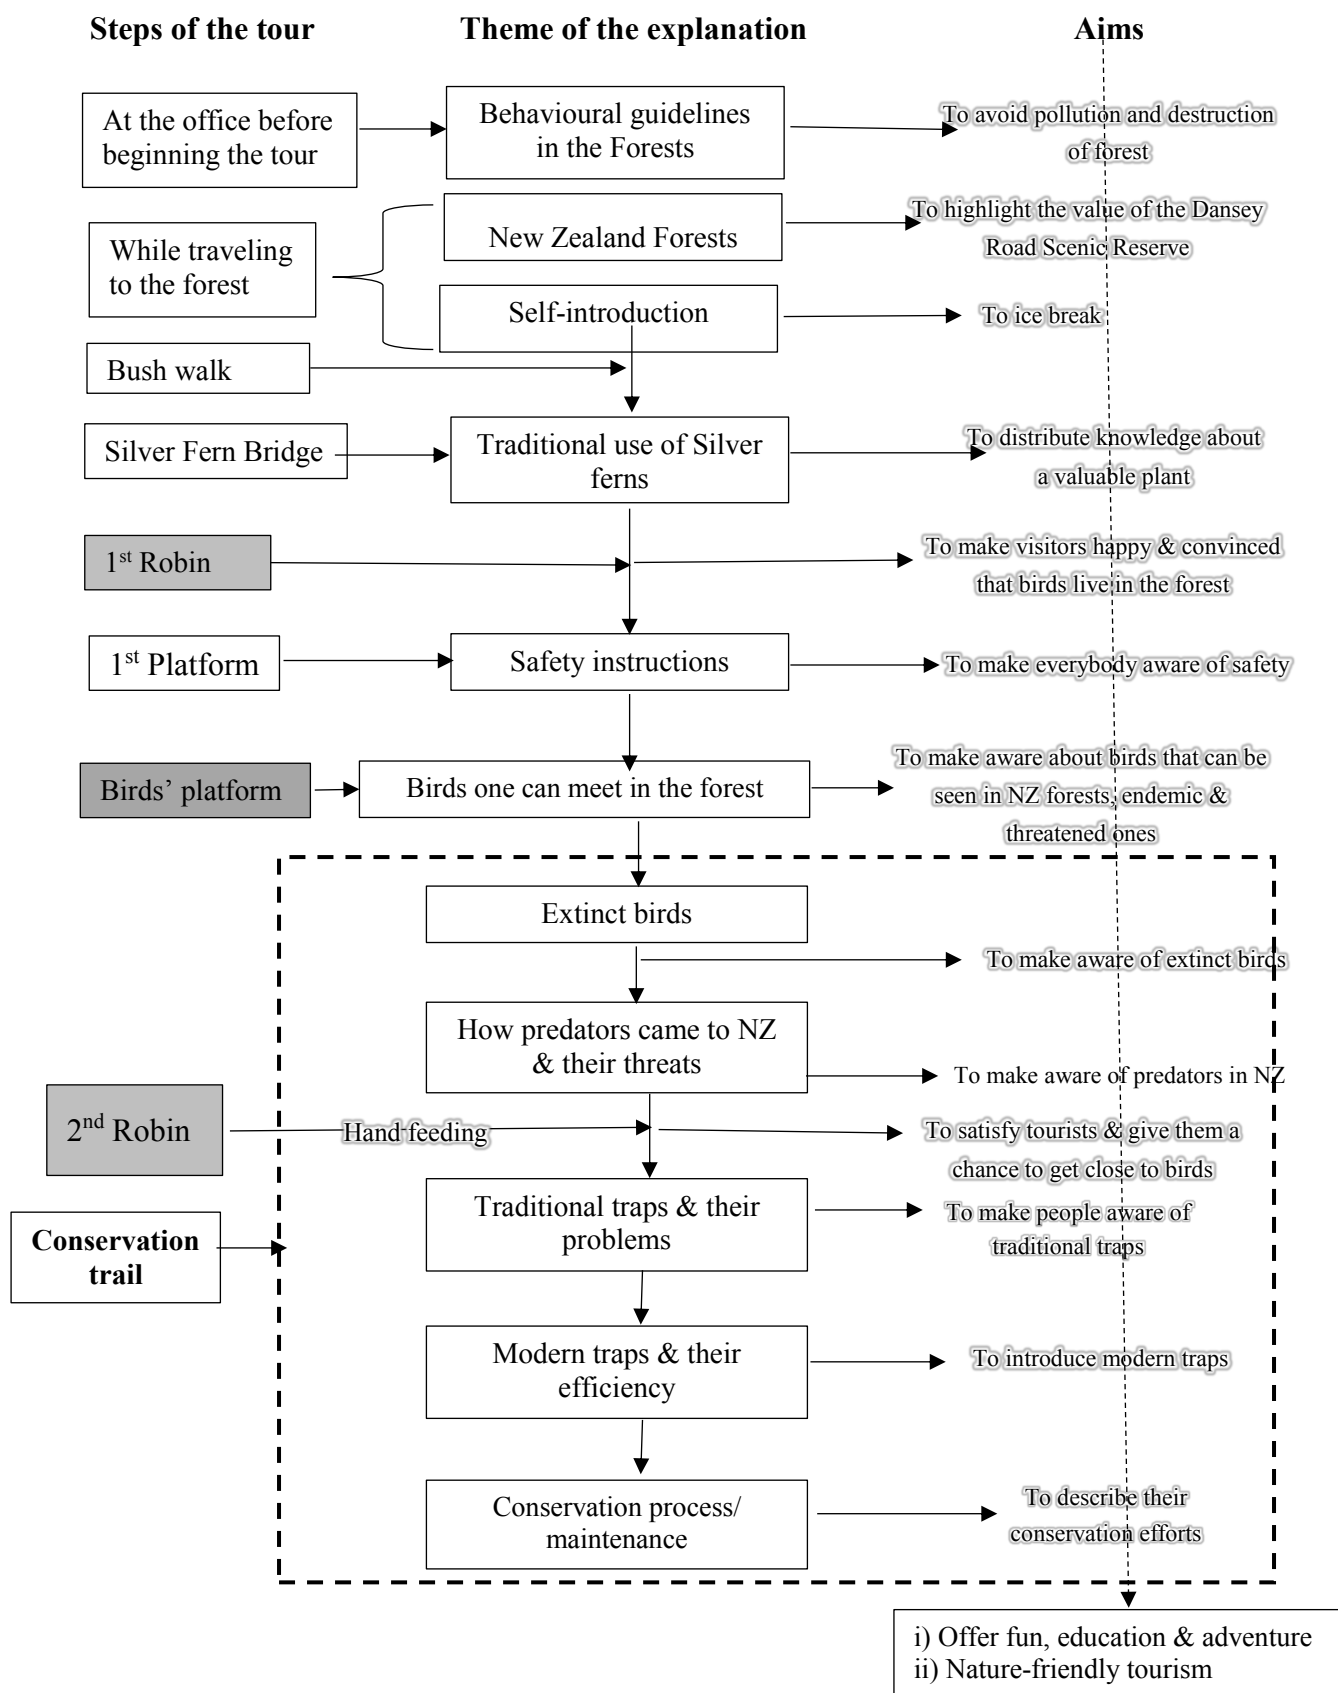 Steps of the tour
Theme of the explanation
Aims
At the office before
beginning the tour
Behavioural guidelines
in the Forests
To avoid pollution and destruction
of forest
While traveling
to the forest
New Zealand Forests
To highlight the value of the Dansey
Road Scenic Reserve
Self-introduction
To ice break
Bush walk
Silver Fern Bridge
Traditional use of Silver
ferns
To distribute knowledge about
a valuable plant
1st Robin
To make visitors happy & convinced
that birds live in the forest
1st Platform
Safety instructions
To make everybody aware of safety
Birds’ platform
Birds one can meet in the forest
To make aware about birds that can be
seen in NZ forests, endemic &
threatened ones
Extinct birds
To make aware of extinct birds
How predators came to NZ
& their threats
To make aware of predators in NZ
2nd Robin
Hand feeding
To satisfy tourists & give them a
chance to get close to birds
Conservation
trail
Traditional traps & their
problems
To make people aware of
traditional traps
Modern traps & their
efficiency
To introduce modern traps
Conservation process/
maintenance
To describe their
conservation efforts
i) Offer fun, education & adventure
ii) Nature-friendly tourism